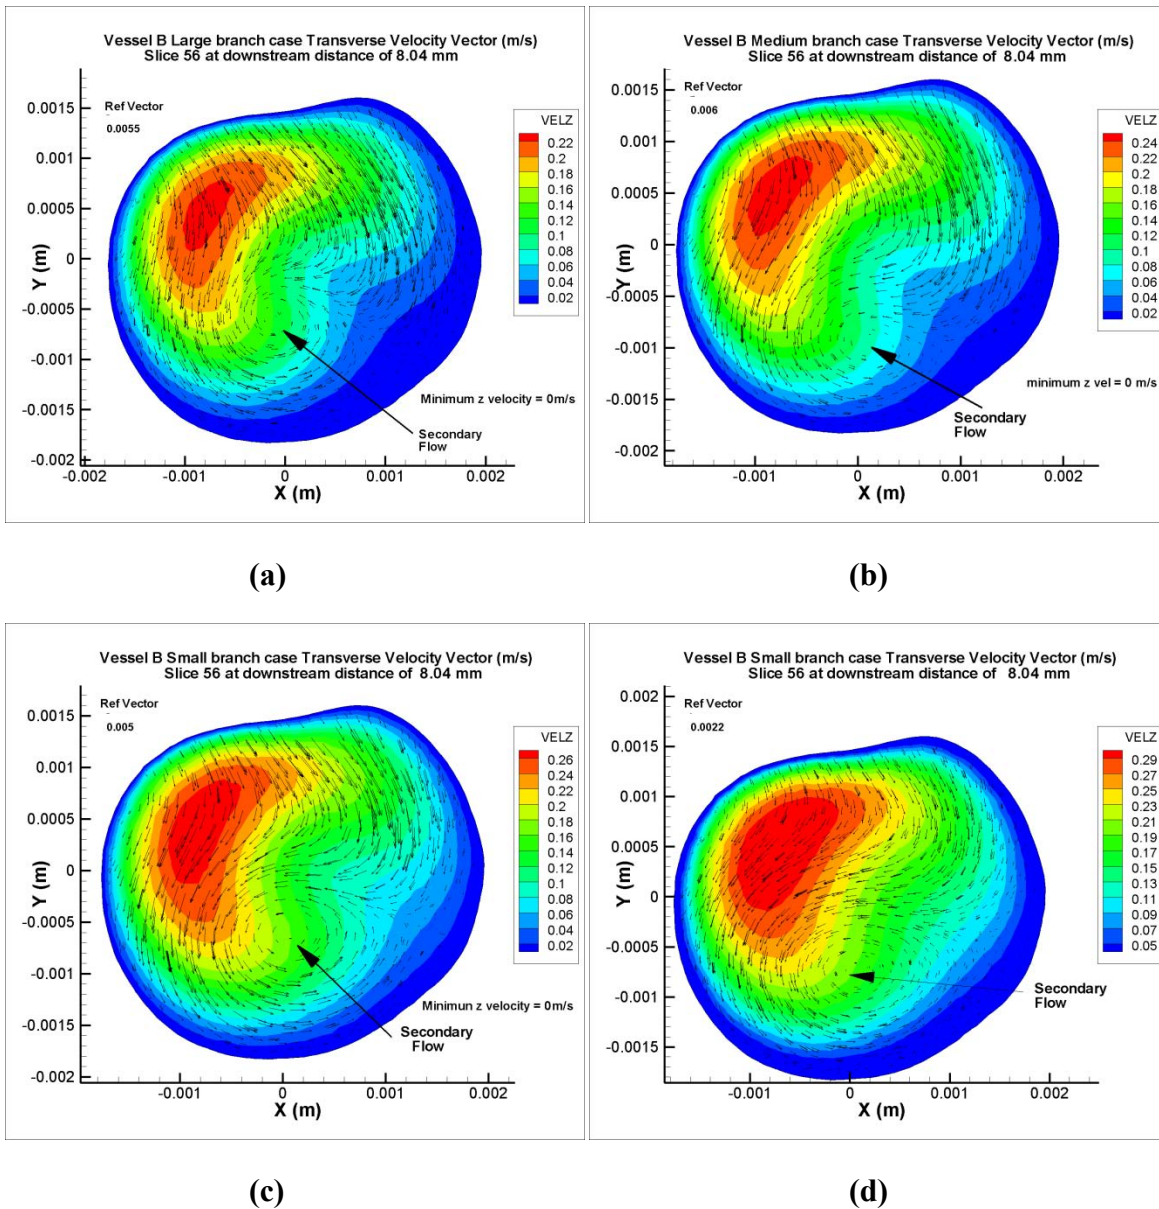 Vessel B Large branch case Transverse Velocity Vector (m/s)
Slice 56 at downstream distance of 8.04 mm
Ref Vector
0.0055
0.0015
0.001
0.0005
0
-0.0005
-0.001
-0.0015
-0.002
Y (m)
VELZ
0.22
0.2
0.18
0.16
0.14
0.12
0.1
0.08
0.06
0.04
0.02
Minimum z velocity = 0m/s
Secondary
Flow
-0.002 -0.001 0 0.001 0.002
X (m)
(a)
Vessel B Medium branch case Transverse Velocity Vector (m/s)
Slice 56 at downstream distance of 8.04 mm
Ref Vector
0.006
0.0015
0.001
0.0005
0
-0.0005
-0.001
-0.0015
-0.002
Y (m)
VELZ
0.24
0.22
0.2
0.18
0.16
0.14
0.12
0.1
0.08
0.06
0.04
0.02
minimum z vel = 0 m/s
Secondary
Flow
-0.001 0 0.001 0.002
X (m)
(b)
Vessel B Small branch case Transverse Velocity Vector (m/s)
Slice 56 at downstream distance of 8.04 mm
Ref Vector
0.005
0.0015
0.001
0.0005
0
-0.0005
-0.001
-0.0015
-0.002
Y (m)
VELZ
0.26
0.24
0.22
0.2
0.18
0.16
0.14
0.12
0.1
0.08
0.06
0.04
0.02
Minimun z velocity = 0m/s
Secondary
Flow
-0.001 0 0.001 0.002
X (m)
(c)
Vessel B Small branch case Transverse Velocity Vector (m/s)
Slice 56 at downstream distance of 8.04 mm
Ref Vector
0.0022
0.002
0.0015
0.001
0.0005
0
-0.0005
-0.001
-0.0015
Y (m)
VELZ
0.29
0.27
0.25
0.23
0.21
0.19
0.17
0.15
0.13
0.11
0.09
0.07
0.05
Secondary
Flow
-0.001 0 0.001 0.002
X (m)
(d)